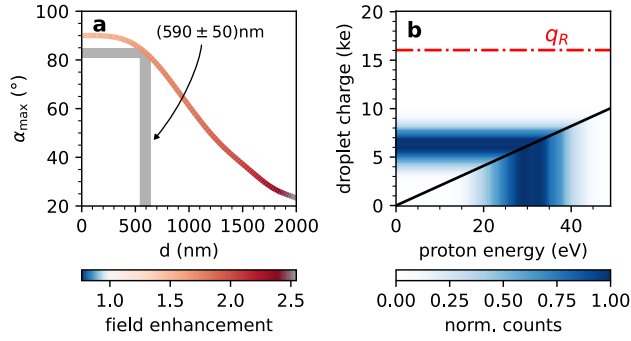 a
(590 ± 50)nm
α_max (°)
100
80
60
40
20
0
500
1000
1500
2000
d (nm)
1.0
1.5
2.0
2.5
field enhancement
b
q_R
droplet charge (ke)
20
15
10
5
0
0
20
40
proton energy (eV)
0.00
0.25
0.50
0.75
1.00
norm. counts